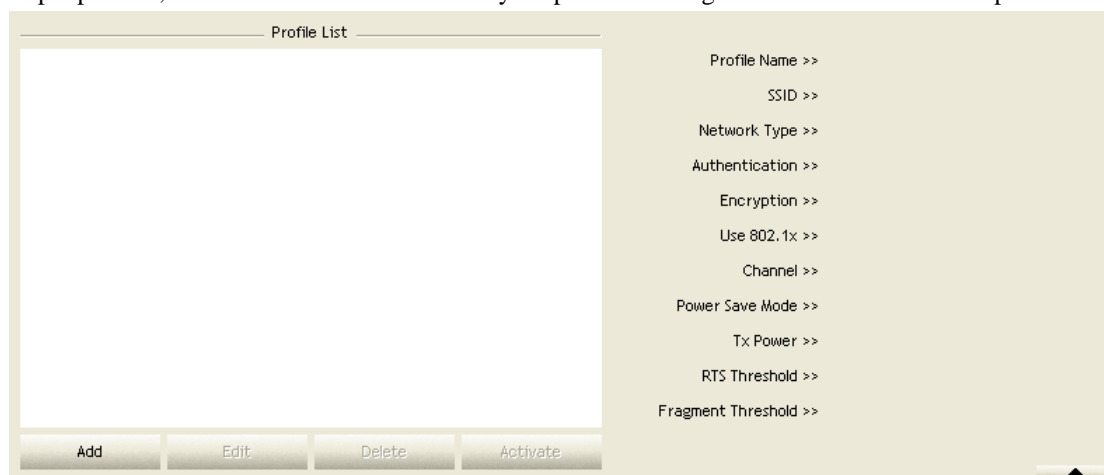 Profile List
Profile Name >>
SSID >>
Network Type >>
Authentication >>
Encryption >>
Use 802.1x >>
Channel >>
Power Save Mode >>
Tx Power >>
RTS Threshold >>
Fragment Threshold >>
Add Edit Delete Activate